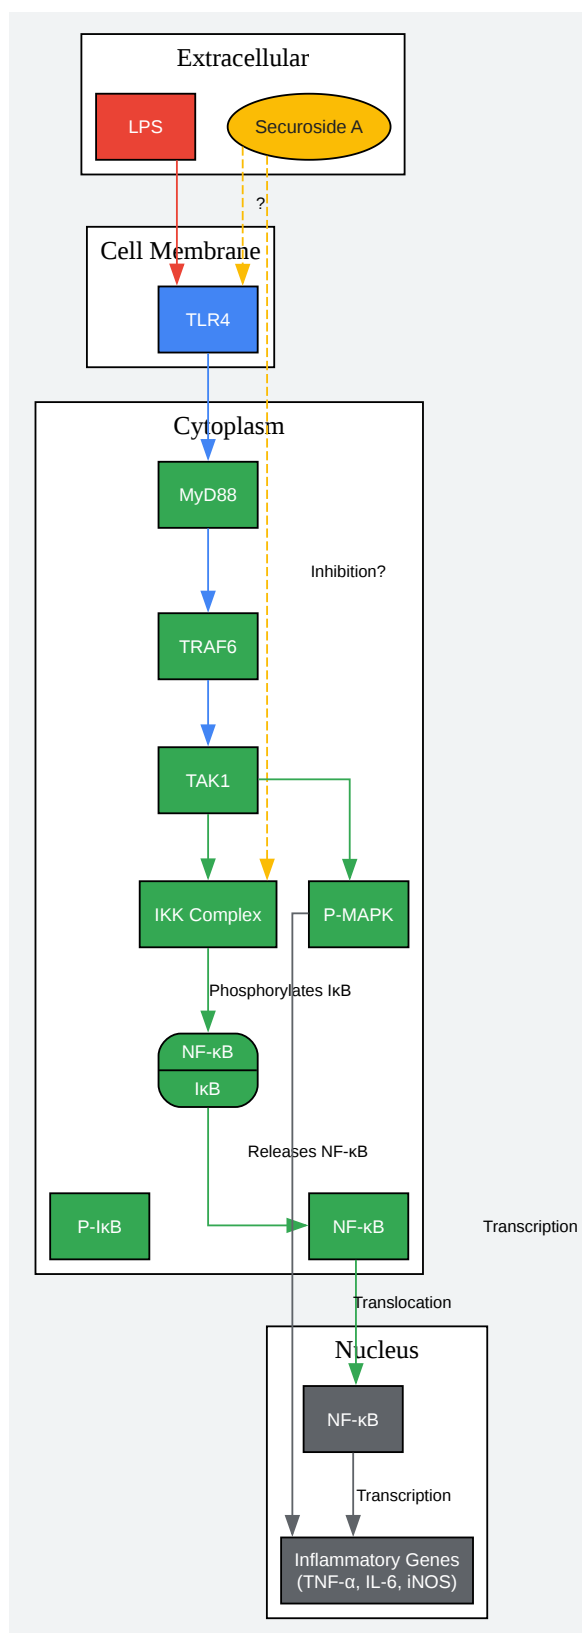 Extracellular
LPS
Securoside A
?
Cell Membrane
TLR4
Cytoplasm
MyD88
Inhibition?
TRAF6
TAK1
IKK Complex
P-MAPK
Phosphorylates IκB
NF-κB
IκB
Releases NF-κB
P-IκB
NF-κB
Transcription
Translocation
Nucleus
NF-κB
Transcription
Inflammatory Genes
(TNF-α, IL-6, iNOS)